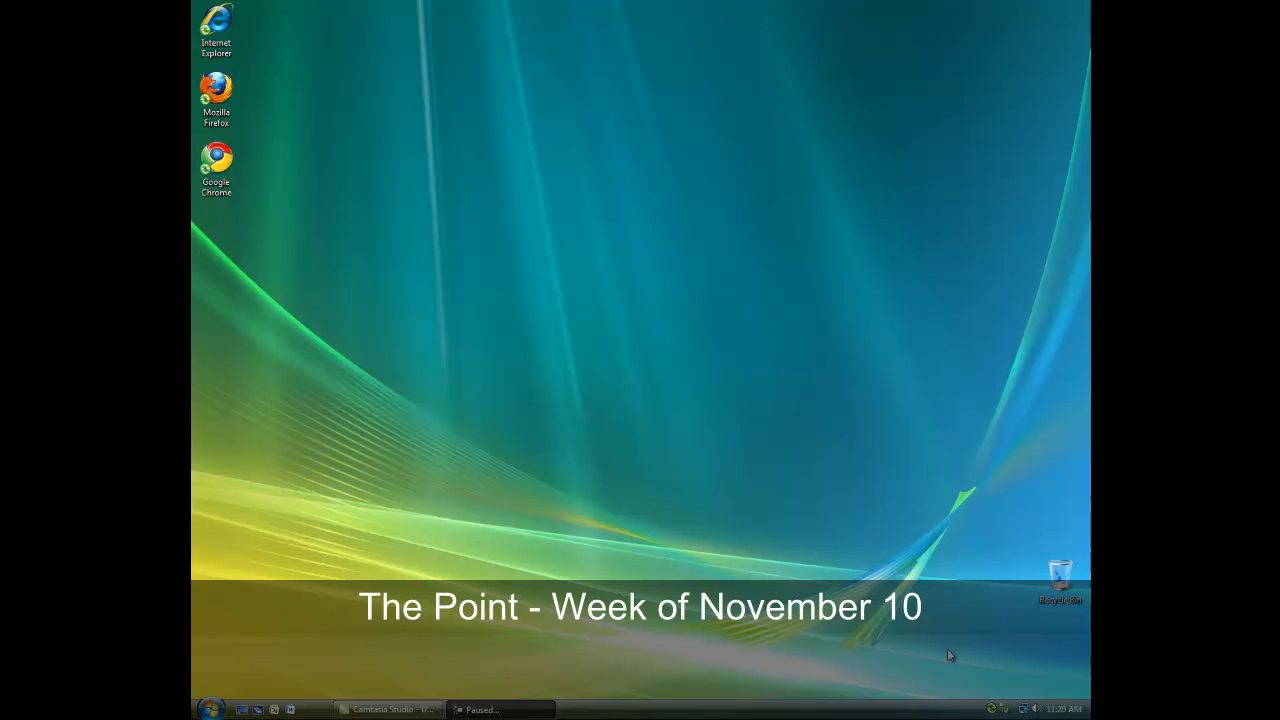 Internet
Explorer
Mozilla
Firefox
Google
Chrome
Recycle Bin
The Point - Week of November 10
Camtasia Studio - U...
Paused...
11:20 AM